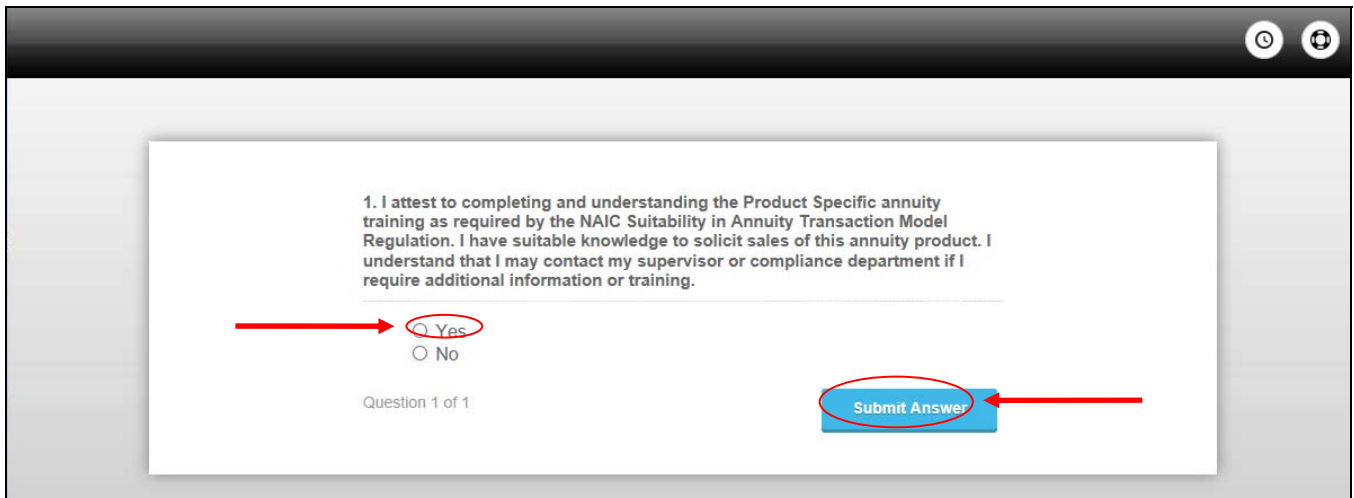 1. I attest to completing and understanding the Product Specific annuity
training as required by the NAIC Suitability in Annuity Transaction Model
Regulation. I have suitable knowledge to solicit sales of this annuity product. I
understand that I may contact my supervisor or compliance department if I
require additional information or training.
Yes
No
Question 1 of 1
Submit Answer